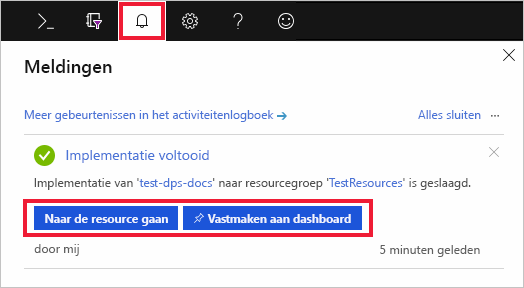 Meldingen
Meer gebeurtenissen in het activiteitenlogboek →
Alles sluiten ...
Implementatie voltooid
Implementatie van 'test-dps-docs' naar resourcegroep 'TestResources' is geslaagd.
Naar de resource gaan
Vastmaken aan dashboard
door mij
5 minuten geleden